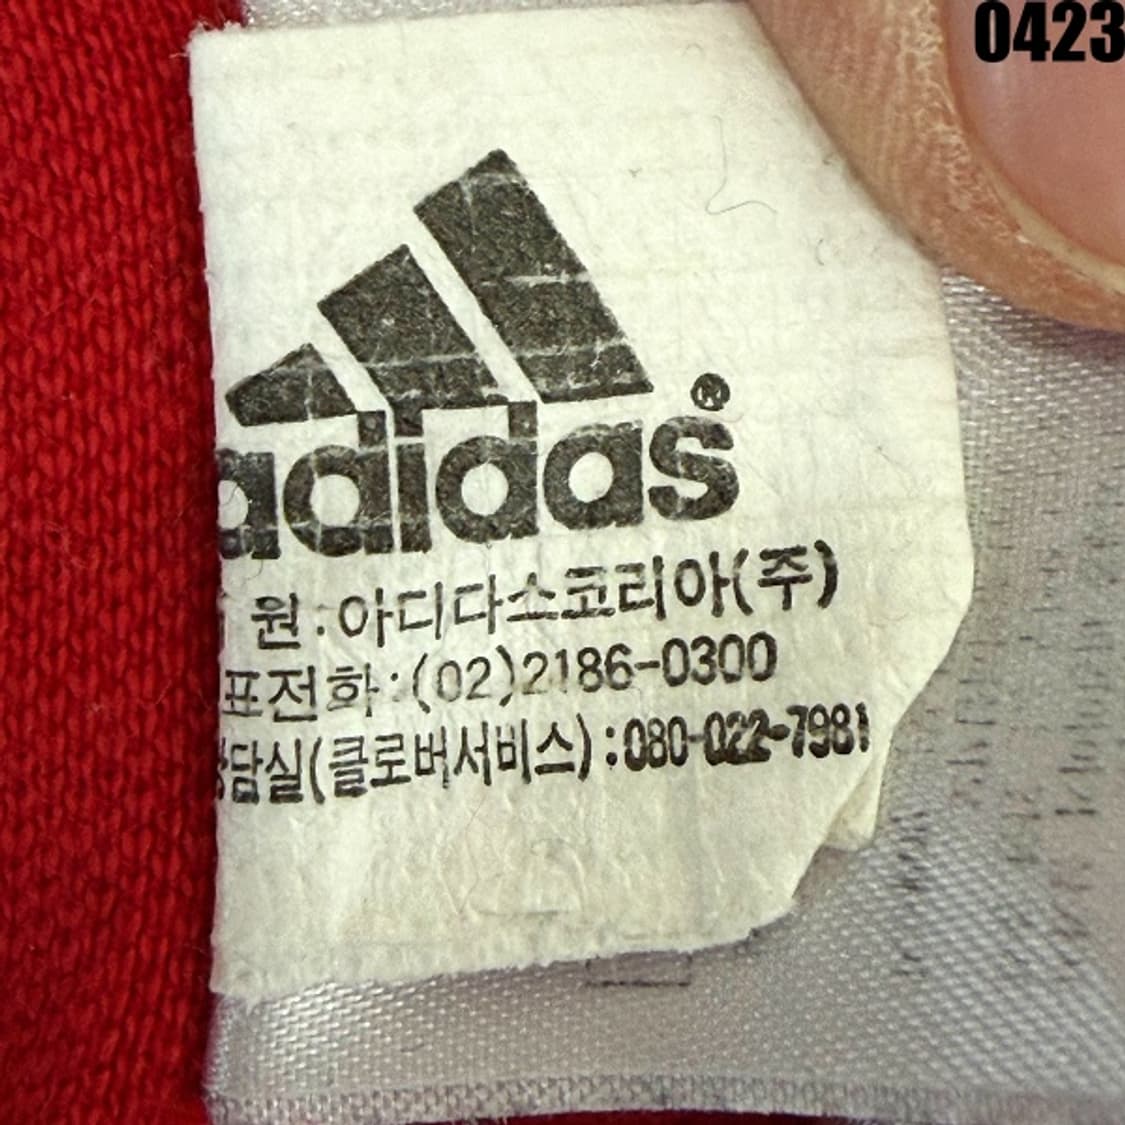 0423
adidas®
원 : 아디다스코리아(주)
표전화 : (02)2186-0300
담실(클로버서비스) : 080-022-7981